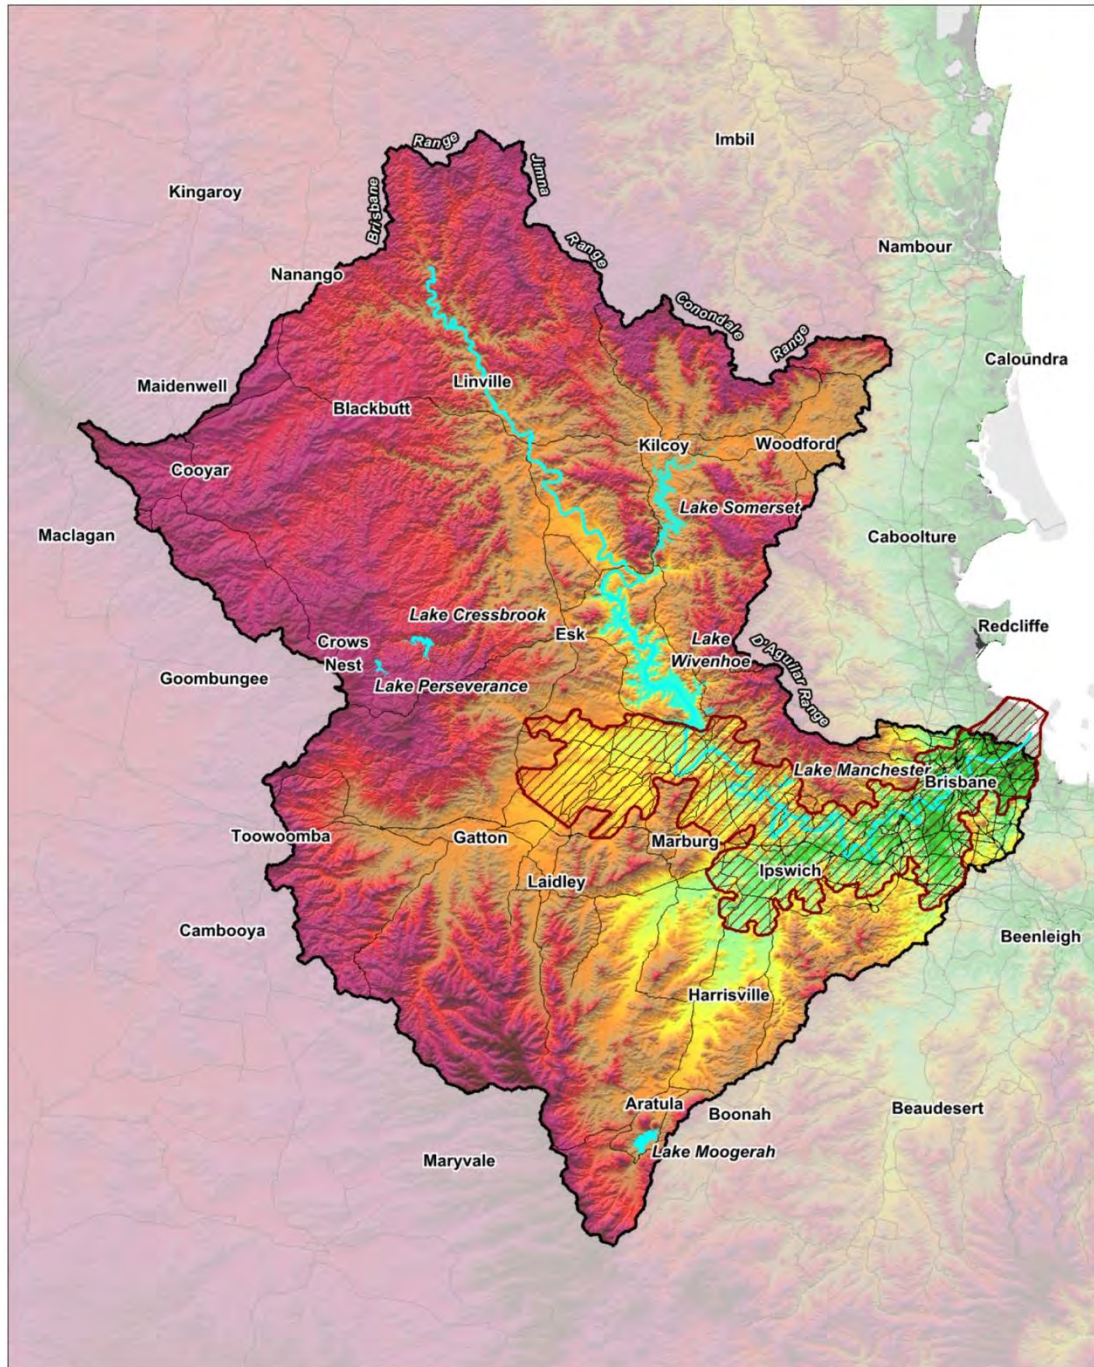 Range
Imbil
Jimna
Kingaroy
Brisbane
Range
Nambour
Nanango
Conondale
Range
Caloundra
Maidenwell
Linville
Blackbutt
Kilcoy
Woodford
Cooyar
Lake Somerset
Maclagan
Caboolture
Lake Cressbrook
Redcliffe
Esk
Lake
Wivenhoe
Crows
Nest
D'Aguilar Range
Goombungee
Lake Perseverance
Lake Manchester
Brisbane
Toowoomba
Gatton
Marburg
Ipswich
Laidley
Cambooya
Beenleigh
Harrisville
Aratula
Boonah
Beaudesert
Lake Moogerah
Maryvale